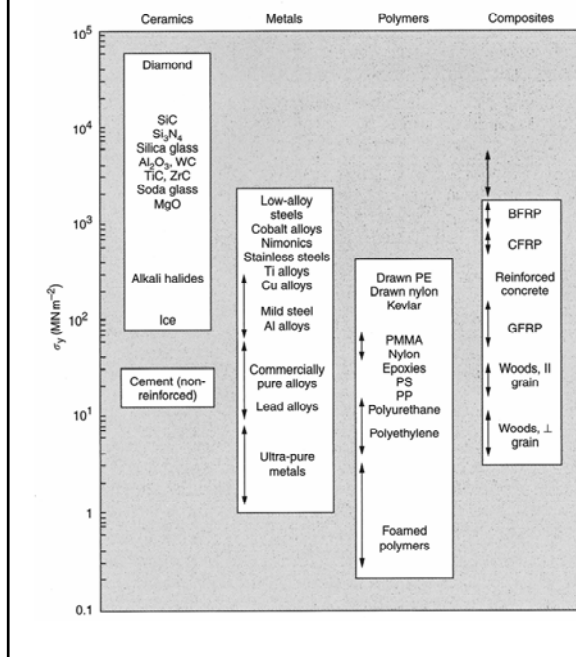 Ceramics
Metals
Polymers
Composites
10⁵
10⁴
10³
10²
10¹
1
0.1
σy (MN m⁻²)
Diamond
SiC
Si₃N₄
Silica glass
Al₂O₃, WC
TiC, ZrC
Soda glass
MgO
Alkali halides
Ice
Cement (non-
reinforced)
Low-alloy
steels
Cobalt alloys
Nimonics
Stainless steels
Ti alloys
Cu alloys
Mild steel
Al alloys
Commercially
pure alloys
Lead alloys
Ultra-pure
metals
Drawn PE
Drawn nylon
Kevlar
PMMA
Nylon
Epoxies
PS
PP
Polyurethane
Polyethylene
Foamed
polymers
BFRP
CFRP
Reinforced
concrete
GFRP
Woods, ||
grain
Woods, ⊥
grain